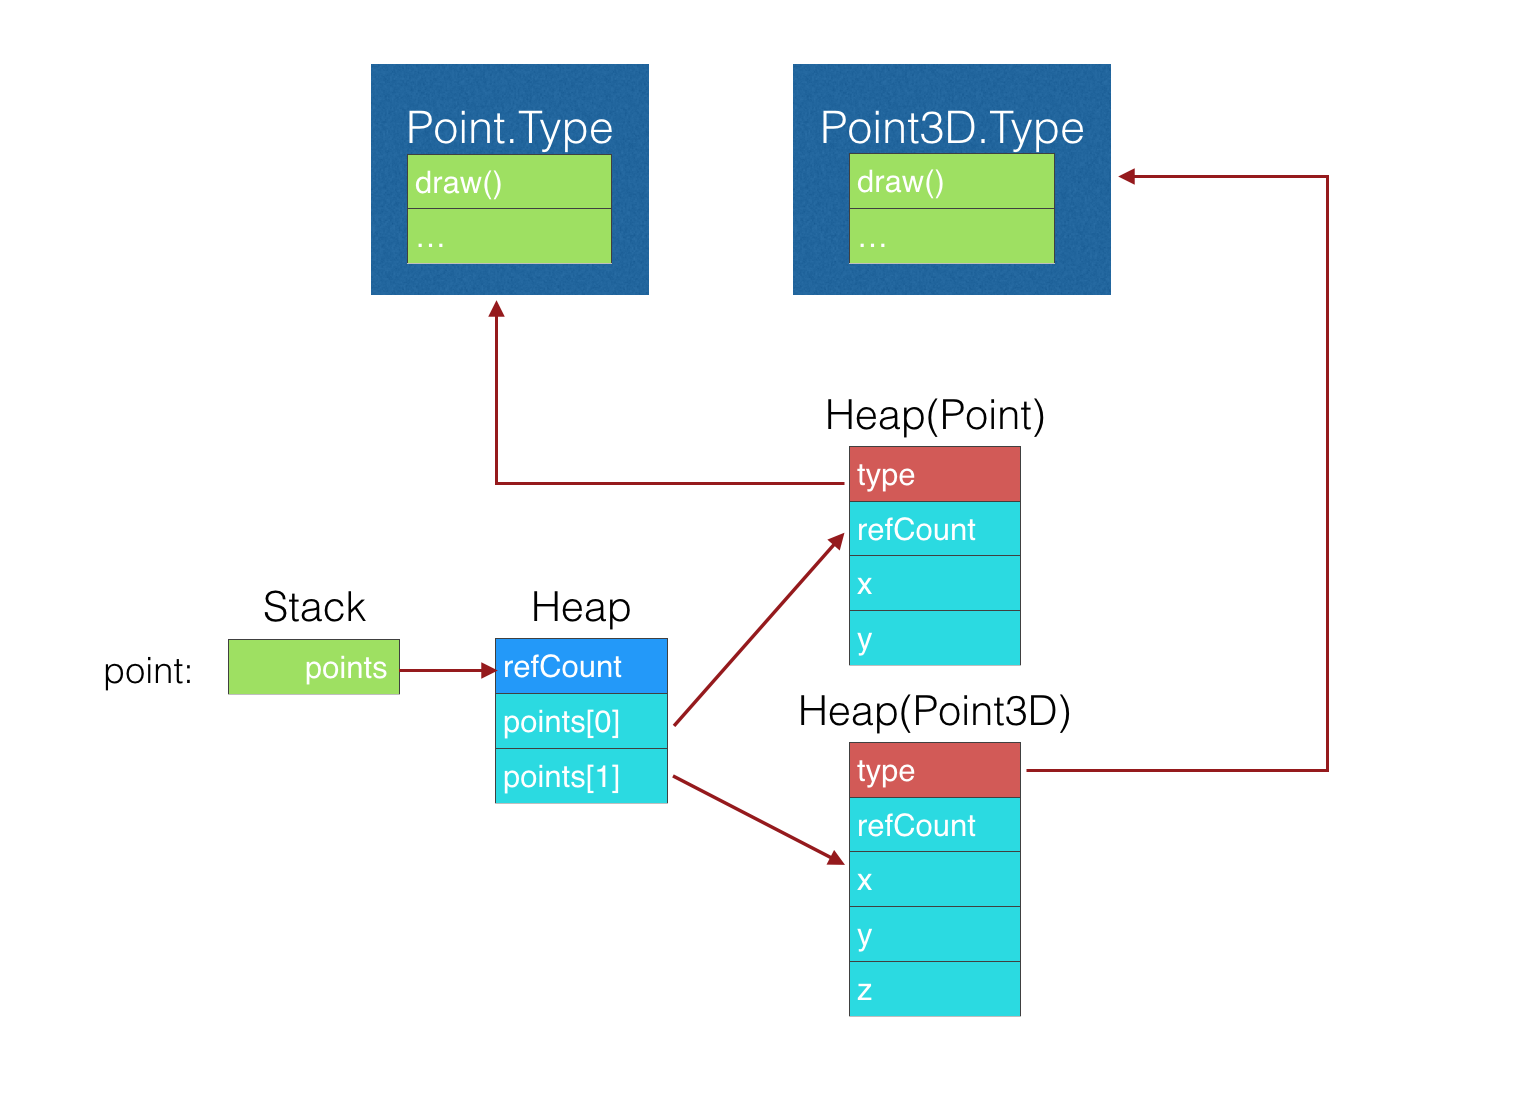 Point.Type
draw()
...
Point3D.Type
draw()
...
Heap(Point)
type
refCount
x
y
Stack
point:
points
Heap
refCount
points[0]
points[1]
Heap(Point3D)
type
refCount
x
y
z